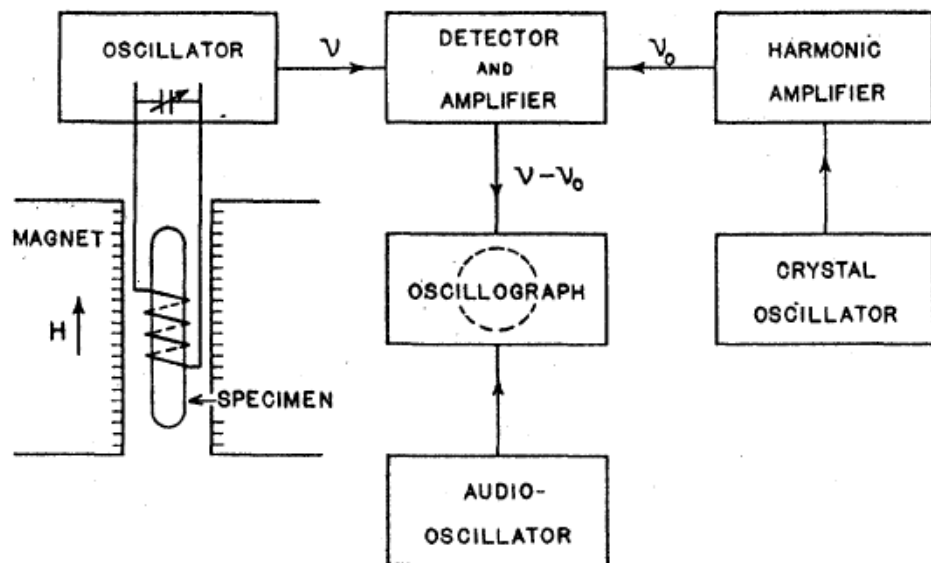 OSCILLATOR
ν
DETECTOR
AND
AMPLIFIER
ν₀
HARMONIC
AMPLIFIER
ν-ν₀
MAGNET
H
SPECIMEN
OSCILLOGRAPH
CRYSTAL
OSCILLATOR
AUDIO-
OSCILLATOR